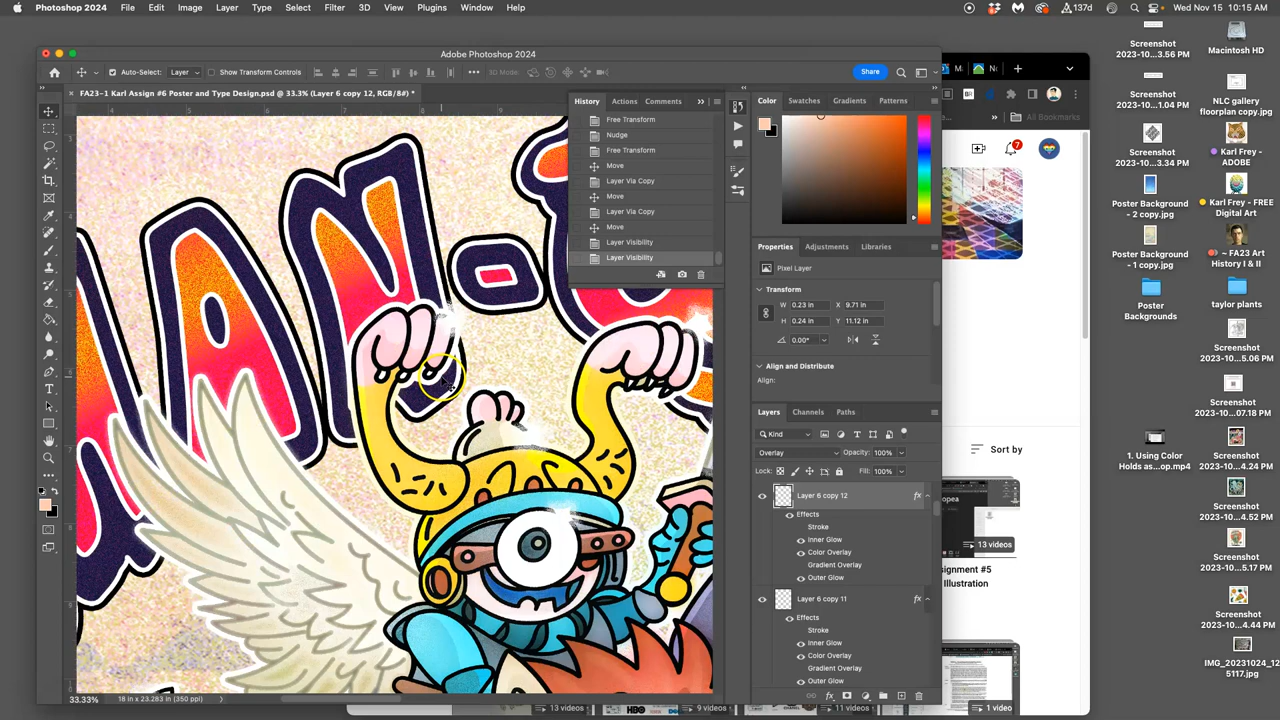 Photoshop 2024 File Edit Image Layer Type Select Filter 3D View Plugins Window Help 137d Wed Nov 15 10:15 AM
Adobe Photoshop 2024
Auto-Select: Layer Show Transform Controls 3D Mode: Share
FA23-1 Karl Assign #6 Poster and Type Design.psd @ 33.3% (Layer 6 copy 12, RGB/8#) *
4 7 8 9
History Actions Comments
Free Transform
Nudge
Free Transform
Move
Layer Via Copy
Move
Layer Via Copy
Move
Layer Visibility
Layer Visibility
Color Swatches Gradients Patterns
Properties Adjustments Libraries
Pixel Layer
Transform
W 0.23 in X 9.71 in
H 0.24 in Y 11.12 in
0.00°
Align and Distribute
Align:
Layers Channels Paths
Kind
Overlay Opacity: 100%
Lock: Fill: 100%
Layer 6 copy 12 fx
Effects
Stroke
Inner Glow
Color Overlay
Gradient Overlay
Outer Glow
Layer 6 copy 11 fx
Effects
Stroke
Inner Glow
Color Overlay
Gradient Overlay
Outer Glow
33.33% 18 in x 23.283 in (350 ppi)
BR
All Bookmarks
7
Sort by
13 videos
signment #5
Illustration
1 video
13 videos
HBO
9 videos
11 videos
Screenshot
2023-10...3.56 PM
Macintosh HD
Screenshot
2023-10...1.04 PM
NLC gallery
floorplan copy.jpg
Screenshot
2023-10...3.34 PM
Karl Frey -
ADOBE
Poster Background
- 2 copy.jpg
Karl Frey - FREE
Digital Art
Poster Background
- 1 copy.jpg
~ FA23 Art
History I & II
Poster
Backgrounds
taylor plants
Screenshot
2023-10...5.06 PM
Screenshot
2023-10...07.18 PM
Screenshot
2023-10...4.24 PM
1. Using Color
Holds as...op.mp4
Screenshot
2023-10...4.52 PM
Screenshot
2023-10...5.17 PM
Screenshot
2023-10...4.44 PM
IMG_20231024_12
5117.jpg